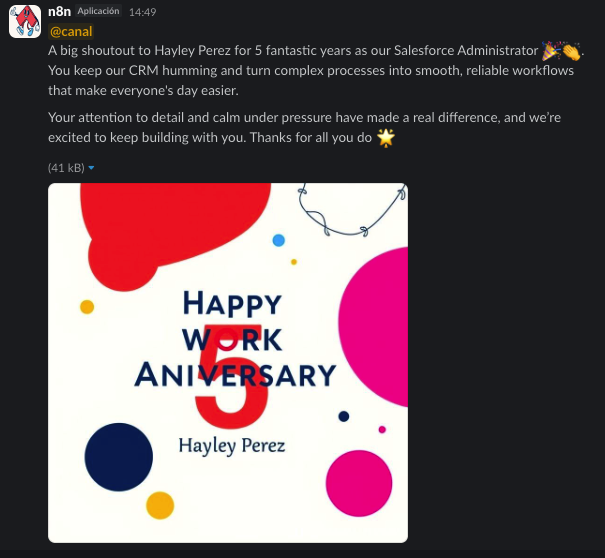 n8n Aplicación 14:49
@canal
A big shoutout to Hayley Perez for 5 fantastic years as our Salesforce Administrator 🎉👏.
You keep our CRM humming and turn complex processes into smooth, reliable workflows
that make everyone's day easier.
Your attention to detail and calm under pressure have made a real difference, and we're
excited to keep building with you. Thanks for all you do 🌟
(41 kB)
HAPPY
WORK
5
ANIVERSARY
Hayley Perez